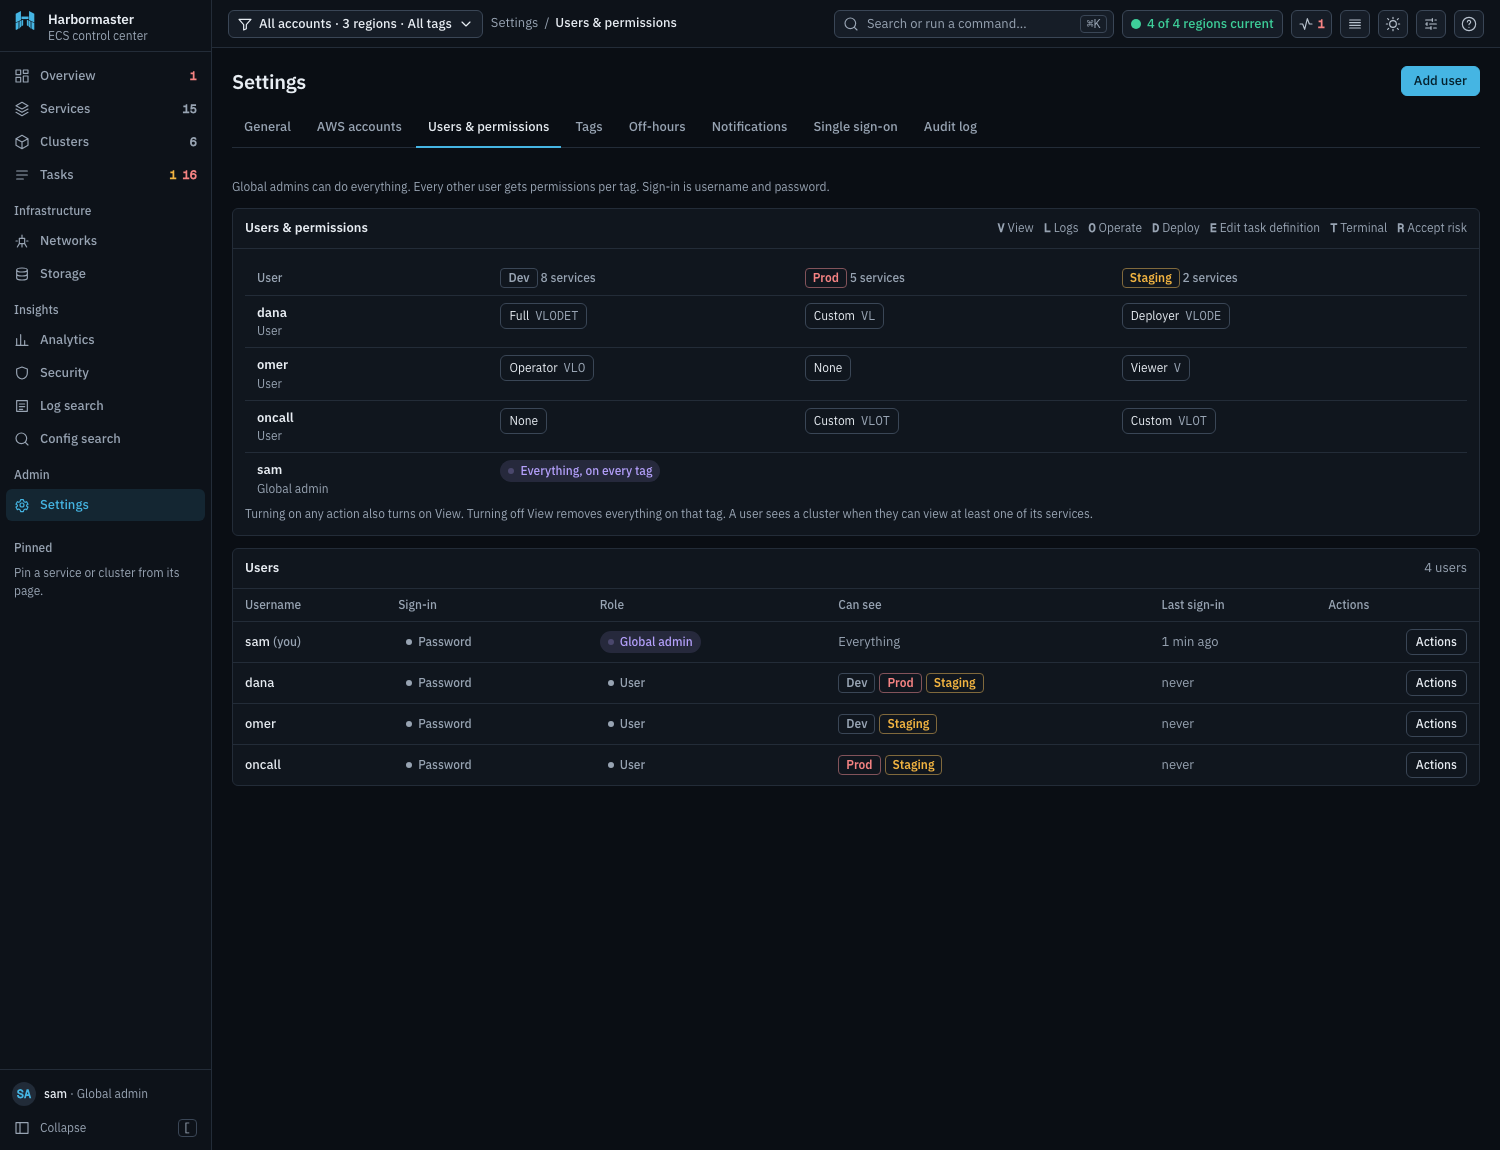 Harbormaster
ECS control center
All accounts · 3 regions · All tags
Settings / Users & permissions
Search or run a command... ⌘K
4 of 4 regions current
1
Overview 1
Services 15
Clusters 6
Tasks 1 16
Infrastructure
Networks
Storage
Insights
Analytics
Security
Log search
Config search
Admin
Settings
Pinned
Pin a service or cluster from its
page.
SA sam · Global admin
Collapse [
Settings
Add user
General AWS accounts Users & permissions Tags Off-hours Notifications Single sign-on Audit log
Global admins can do everything. Every other user gets permissions per tag. Sign-in is username and password.
Users & permissions V View L Logs O Operate D Deploy E Edit task definition T Terminal R Accept risk
User Dev 8 services Prod 5 services Staging 2 services
dana Full VLODET Custom VL Deployer VLODE
User
omer Operator VLO None Viewer V
User
oncall None Custom VLOT Custom VLOT
User
sam Everything, on every tag
Global admin
Turning on any action also turns on View. Turning off View removes everything on that tag. A user sees a cluster when they can view at least one of its services.
Users 4 users
Username Sign-in Role Can see Last sign-in Actions
sam (you) Password Global admin Everything 1 min ago Actions
dana Password User Dev Prod Staging never Actions
omer Password User Dev Staging never Actions
oncall Password User Prod Staging never Actions